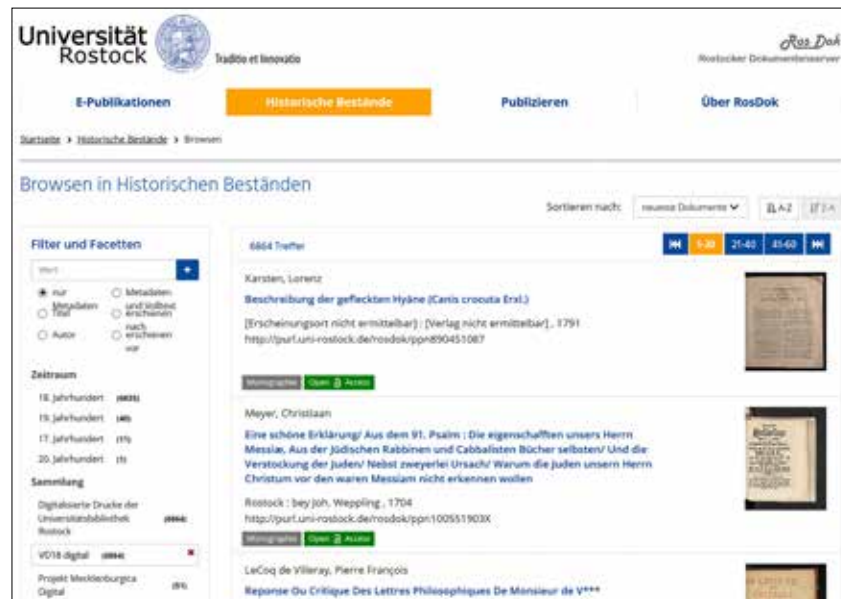 Universität
Rostock
Traditio et Innovatio
Ros Dok
Rostocker Dokumentenserver
E-Publikationen
Historische Bestände
Publizieren
Über RosDok
Startseite > Historische Bestände > Browsen
Browsen in Historischen Beständen
Sortieren nach:
neueste Dokumente
A-Z
Z-A
Filter und Facetten
Wert
+
nur Metadaten
Metadaten und Volltext
Titel
erschienen nach
Autor
erschienen vor
Zeitraum
18. Jahrhundert
19. Jahrhundert
17. Jahrhundert
20. Jahrhundert (1)
Sammlung
Digitalisierte Drucke der
Universitätsbibliothek
Rostock
VD18 digital
Projekt Mecklenburgica
Digital
6864 Treffer
1-20
21-40
41-60
Karsten, Lorenz
Beschreibung der gefleckten Hyäne (Canis crocuta Erxl.)
[Erscheinungsort nicht ermittelbar] : [Verlag nicht ermittelbar] , 1791
http://purl.uni-rostock.de/rosdok/ppn890451087
Monographie
Open Access
Meyer, Christiaan
Eine schöne Erklärung/ Aus dem 91. Psalm : Die eigenschafften unsers Herrn
Messiæ, Aus der Jüdischen Rabbinen und Cabbalisten Bücher selbsten/ Und die
Verstockung der Juden/ Nebst zweyerlei Ursach/ Warum die Juden unsern Herrn
Christum vor den waren Messiam nicht erkennen wollen
Rostock : bey Joh. Weppling , 1704
http://purl.uni-rostock.de/rosdok/ppn100551903X
Monographie
Open Access
LeCoq de Villeray, Pierre François
Reponse Ou Critique Des Lettres Philosophiques De Monsieur de V***